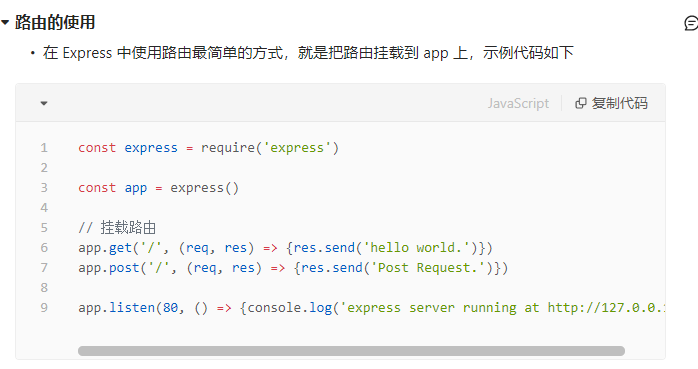 路由的使用
• 在 Express 中使用路由最简单的方式，就是把路由挂载到 app 上，示例代码如下
JavaScript 复制代码
1 const express = require('express')
2
3 const app = express()
4
5 // 挂载路由
6 app.get('/', (req, res) => {res.send('hello world.')})
7 app.post('/', (req, res) => {res.send('Post Request.')})
8
9 app.listen(80, () => {console.log('express server running at http://127.0.0.